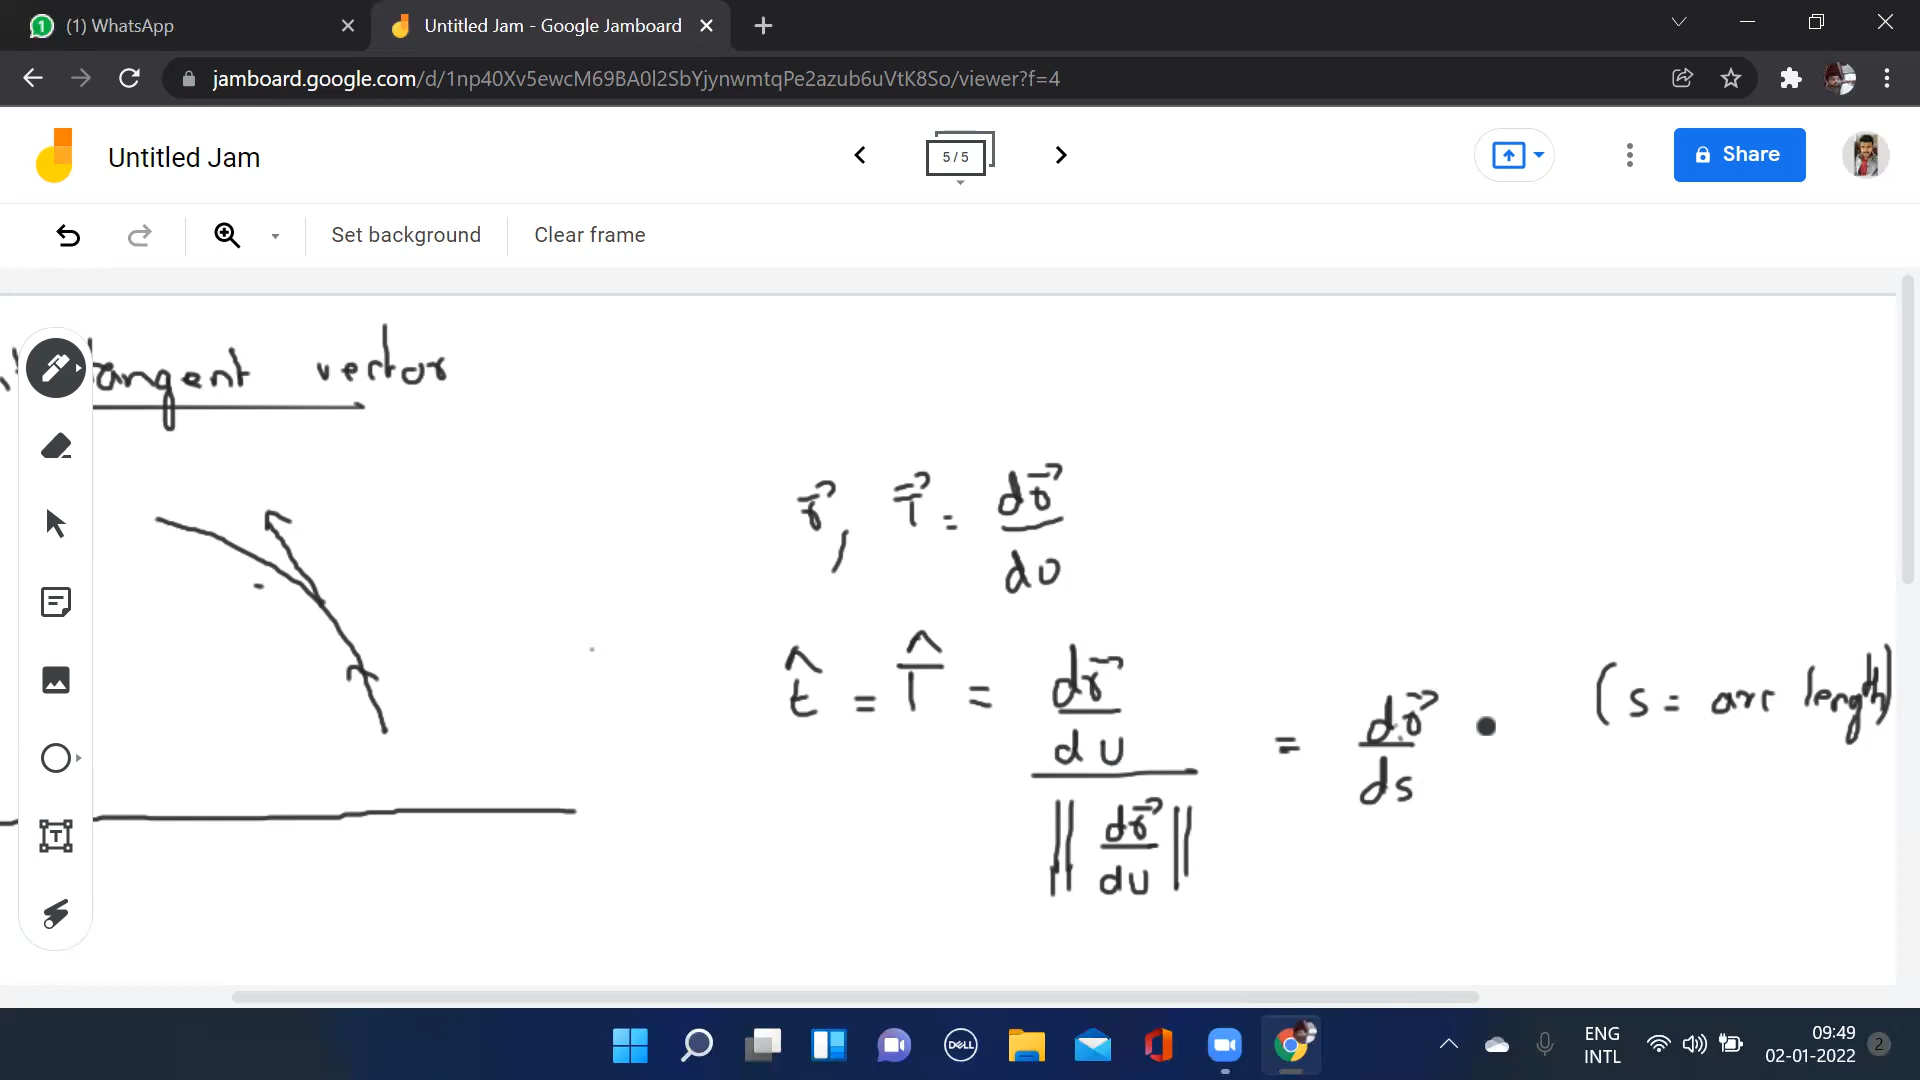 (1) WhatsApp
Untitled Jam - Google Jamboard
jamboard.google.com/d/1np40Xv5ewcM69BA0l2SbYjynwmtqPe2azub6uVtK8So/viewer?f=4
Untitled Jam
5 / 5
Share
Set background
Clear frame
tangent vector
r⃗, T⃗ = dr⃗/du
t̂ = T̂ = (dr⃗/du)/||dr⃗/du|| = dr⃗/ds (s = arc length)
T
DELL
ENG
INTL
09:49
02-01-2022
2